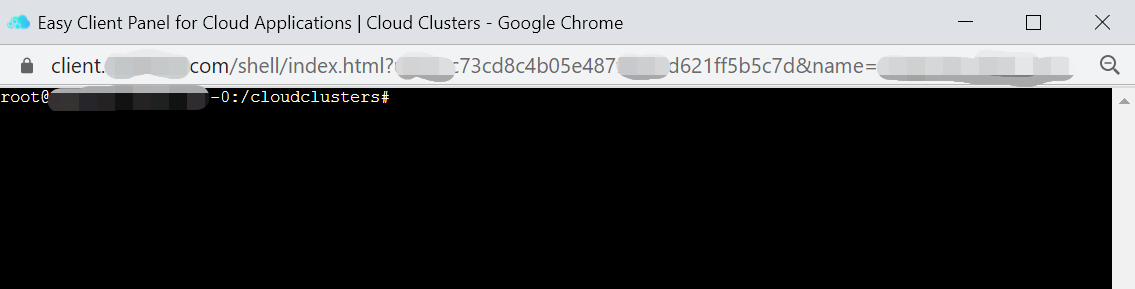 Easy Client Panel for Cloud Applications | Cloud Clusters - Google Chrome
client. com/shell/index.html? c73cd8c4b05e487 d621ff5b5c7d&name=
root@ -0:/cloudclusters#